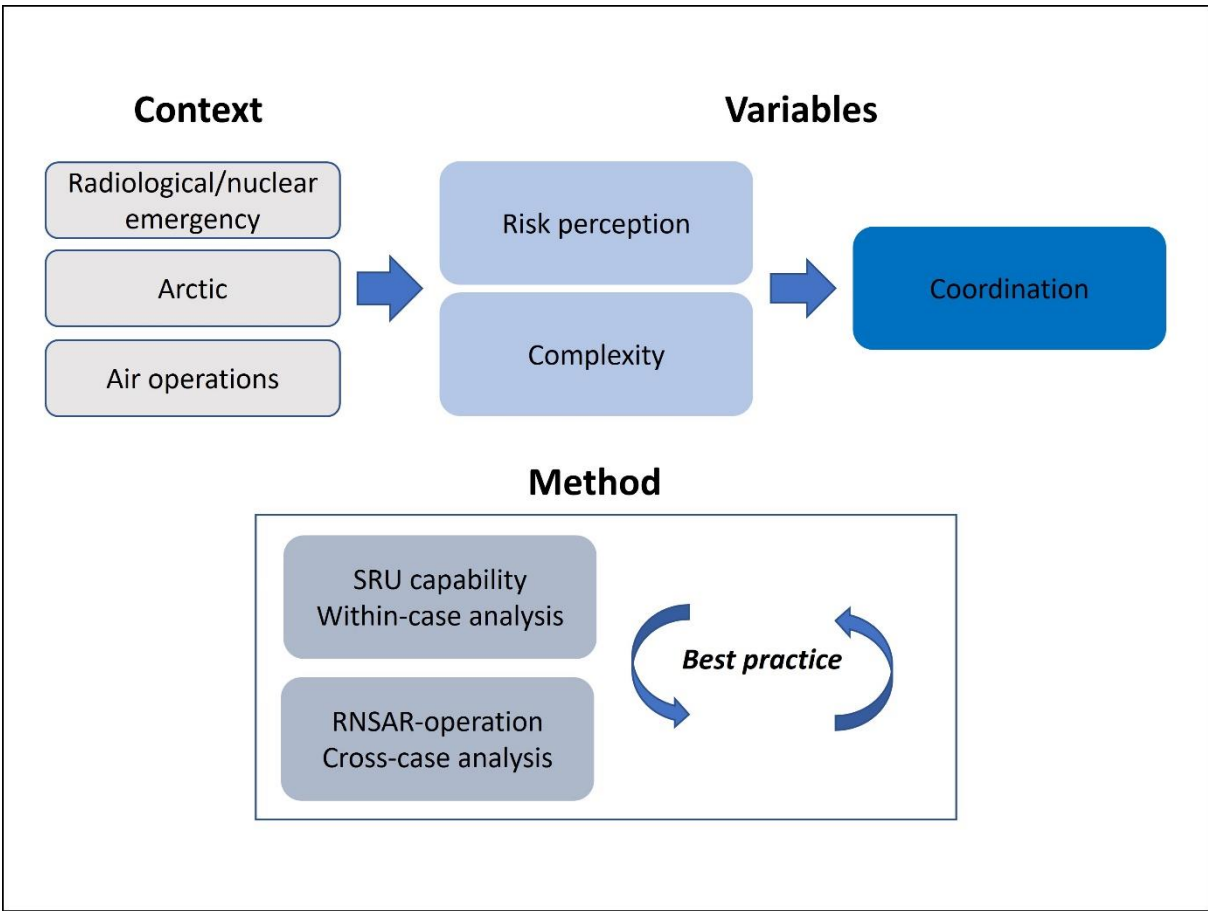 Context
Variables
Radiological/nuclear
emergency
Arctic
Air operations
Risk perception
Complexity
Coordination
Method
SRU capability
Within-case analysis
RNSAR-operation
Cross-case analysis
Best practice